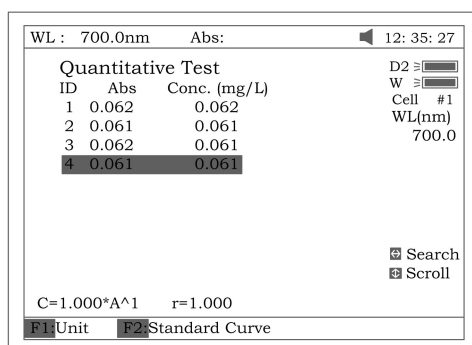 WL : 700.0nm Abs: 12: 35: 27
Quantitative Test
ID Abs Conc. (mg/L)
1 0.062 0.062
2 0.061 0.061
3 0.062 0.061
4 0.061 0.061
D2
W
Cell #1
WL(nm)
700.0
Search
Scroll
C=1.000*A^1 r=1.000
F1:Unit F2:Standard Curve